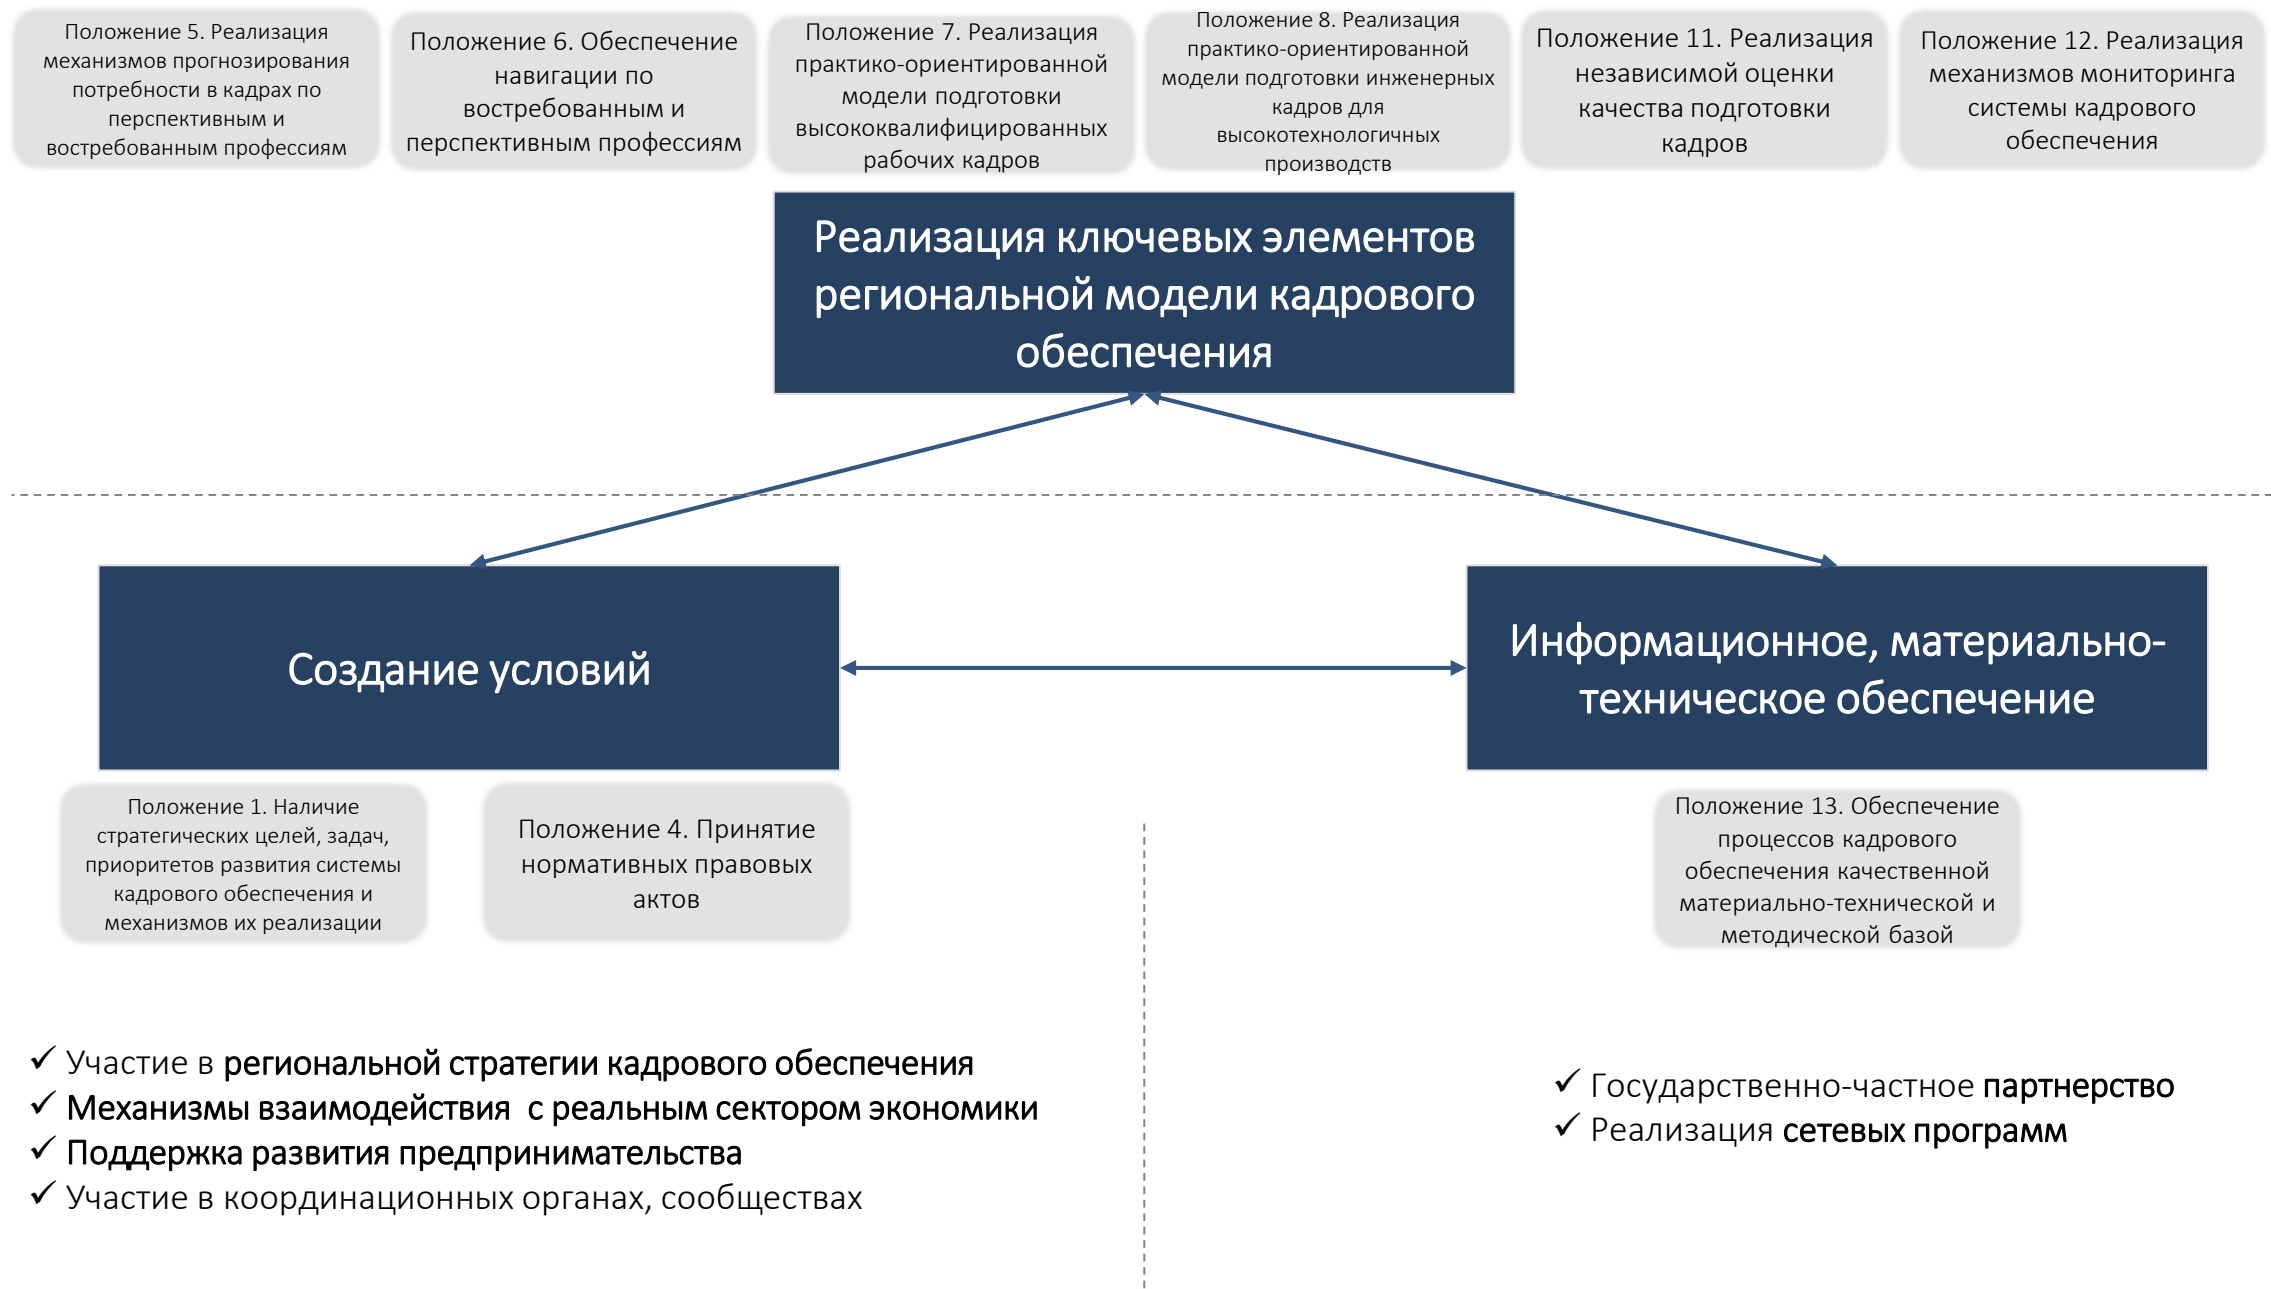 Положение 5. Реализация
механизмов прогнозирования
потребности в кадрах по
перспективным и
востребованным профессиям
Положение 6. Обеспечение
навигации по
востребованным и
перспективным профессиям
Положение 7. Реализация
практико-ориентированной
модели подготовки
высококвалифицированных
рабочих кадров
Положение 8. Реализация
практико-ориентированной
модели подготовки инженерных
кадров для
высокотехнологичных
производств
Положение 11. Реализация
независимой оценки
качества подготовки
кадров
Положение 12. Реализация
механизмов мониторинга
системы кадрового
обеспечения
Реализация ключевых элементов
региональной модели кадрового
обеспечения
Создание условий
Информационное, материально-
техническое обеспечение
Положение 1. Наличие
стратегических целей, задач,
приоритетов развития системы
кадрового обеспечения и
механизмов их реализации
Положение 4. Принятие
нормативных правовых
актов
Положение 13. Обеспечение
процессов кадрового
обеспечения качественной
материально-технической и
методической базой
✓ Участие в региональной стратегии кадрового обеспечения
✓ Механизмы взаимодействия  с реальным сектором экономики
✓ Поддержка развития предпринимательства
✓ Участие в координационных органах, сообществах
✓ Государственно-частное партнерство
✓ Реализация сетевых программ